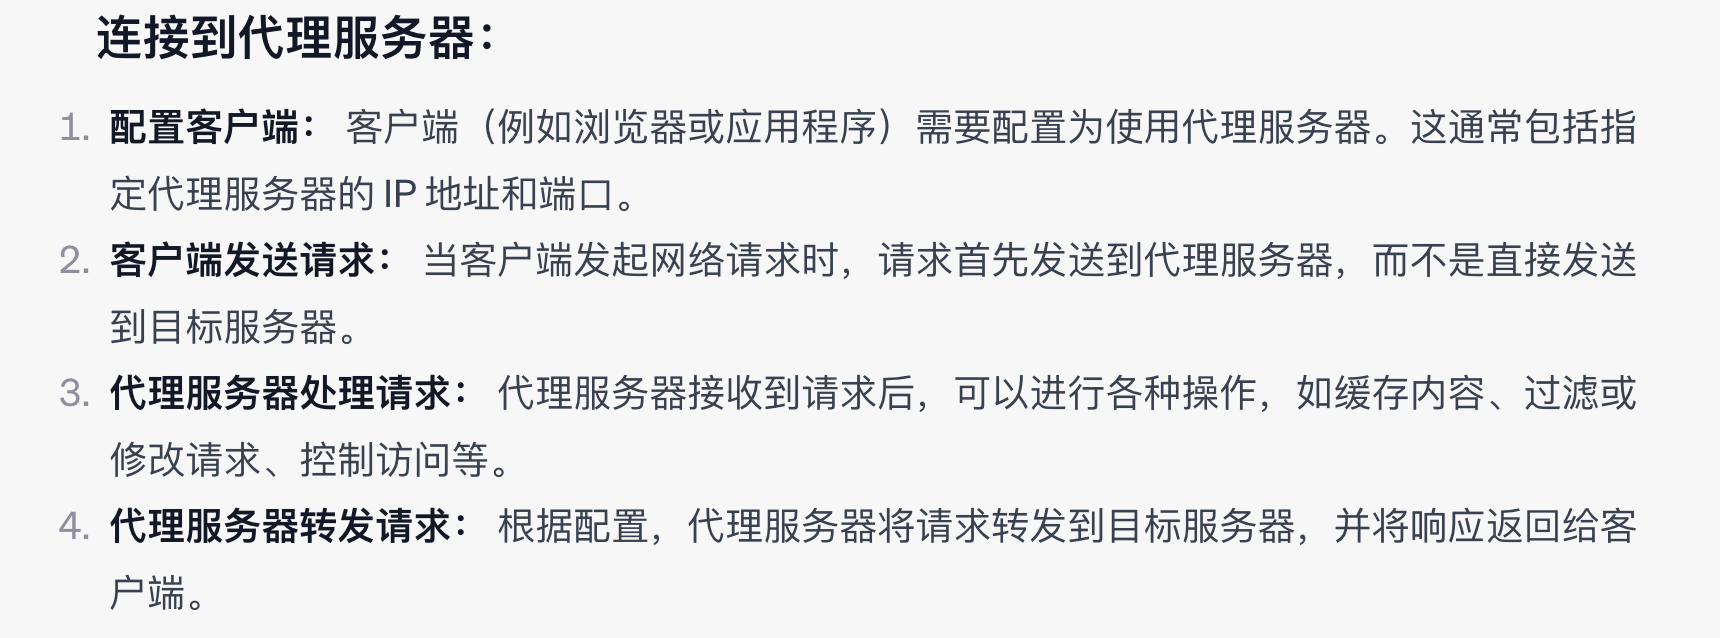 连接到代理服务器：
1. 配置客户端： 客户端（例如浏览器或应用程序）需要配置为使用代理服务器。这通常包括指
定代理服务器的 IP 地址和端口。
2. 客户端发送请求： 当客户端发起网络请求时，请求首先发送到代理服务器，而不是直接发送
到目标服务器。
3. 代理服务器处理请求： 代理服务器接收到请求后，可以进行各种操作，如缓存内容、过滤或
修改请求、控制访问等。
4. 代理服务器转发请求： 根据配置，代理服务器将请求转发到目标服务器，并将响应返回给客
户端。